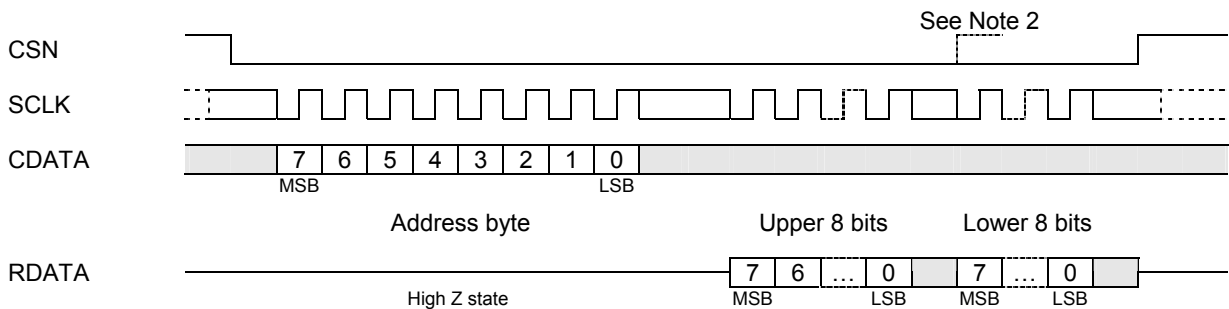 See Note 2
CSN
SCLK
CDATA 7 6 5 4 3 2 1 0
MSB LSB
Address byte Upper 8 bits Lower 8 bits
RDATA 7 6 ... 0 7 ... 0
High Z state MSB LSB MSB LSB